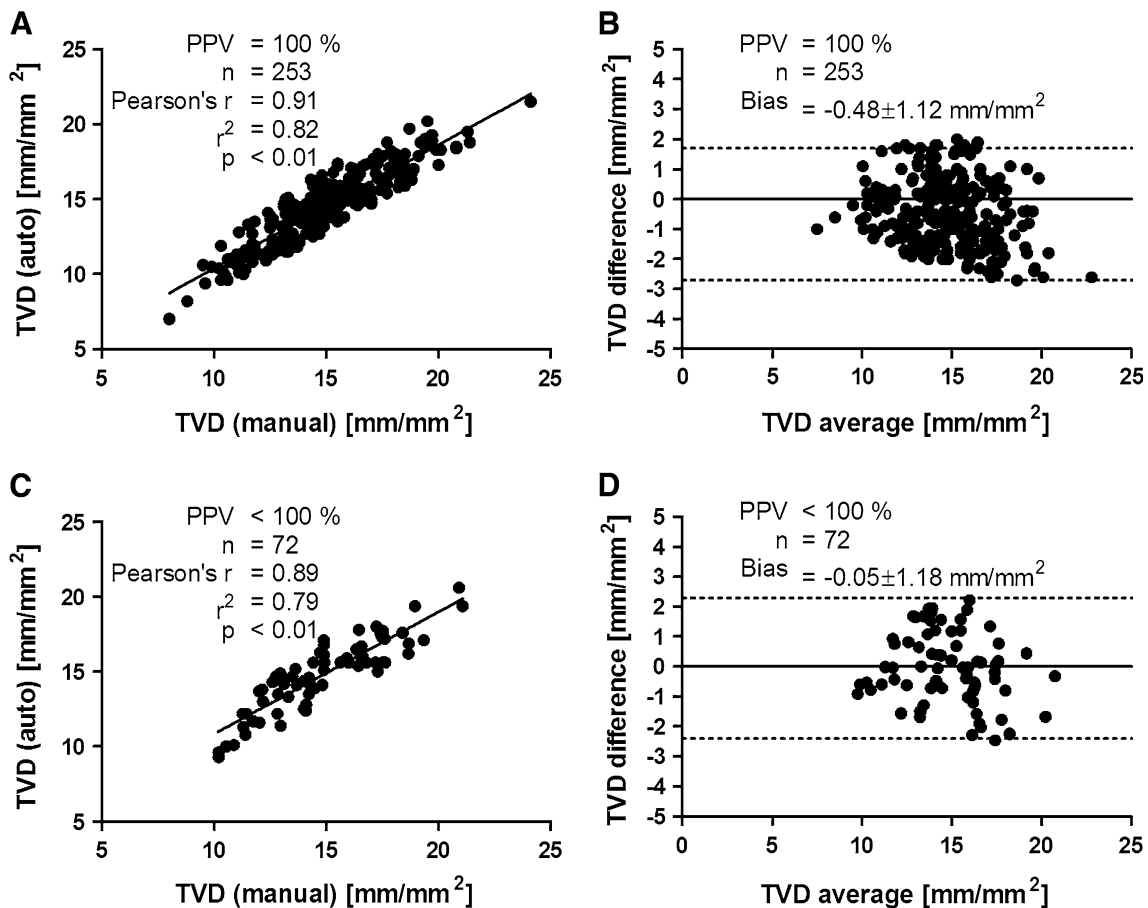 A
PPV = 100 %
n = 253
Pearson's r = 0.91
r² = 0.82
p < 0.01
TVD (auto) [mm/mm²]
25
20
15
10
5
5 10 15 20 25
TVD (manual) [mm/mm²]
B
PPV = 100 %
n = 253
Bias = -0.48±1.12 mm/mm²
TVD difference [mm/mm²]
5
4
3
2
1
0
-1
-2
-3
-4
-5
0 5 10 15 20 25
TVD average [mm/mm²]
C
PPV < 100 %
n = 72
Pearson's r = 0.89
r² = 0.79
p < 0.01
TVD (auto) [mm/mm²]
25
20
15
10
5
5 10 15 20 25
TVD (manual) [mm/mm²]
D
PPV < 100 %
n = 72
Bias = -0.05±1.18 mm/mm²
TVD difference [mm/mm²]
5
4
3
2
1
0
-1
-2
-3
-4
-5
0 5 10 15 20 25
TVD average [mm/mm²]